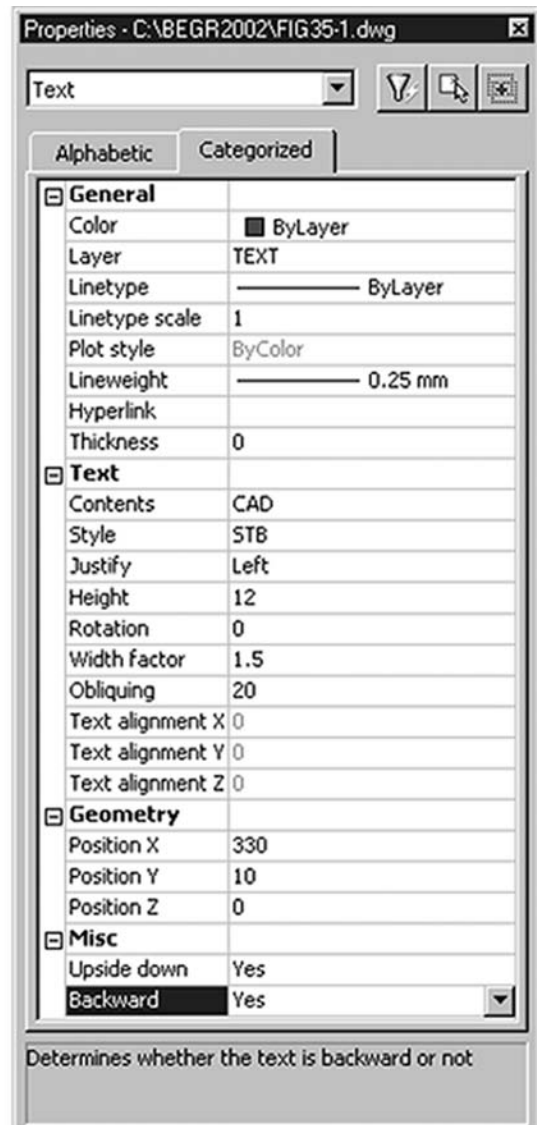 Properties - C:\BEGR2002\FIG35-1.dwg
Text
Alphabetic Categorized
General
Color ByLayer
Layer TEXT
Linetype ByLayer
Linetype scale 1
Plot style ByColor
Lineweight 0.25 mm
Hyperlink
Thickness 0
Text
Contents CAD
Style STB
Justify Left
Height 12
Rotation 0
Width factor 1.5
Obliquing 20
Text alignment X 0
Text alignment Y 0
Text alignment Z 0
Geometry
Position X 330
Position Y 10
Position Z 0
Misc
Upside down Yes
Backward Yes
Determines whether the text is backward or not